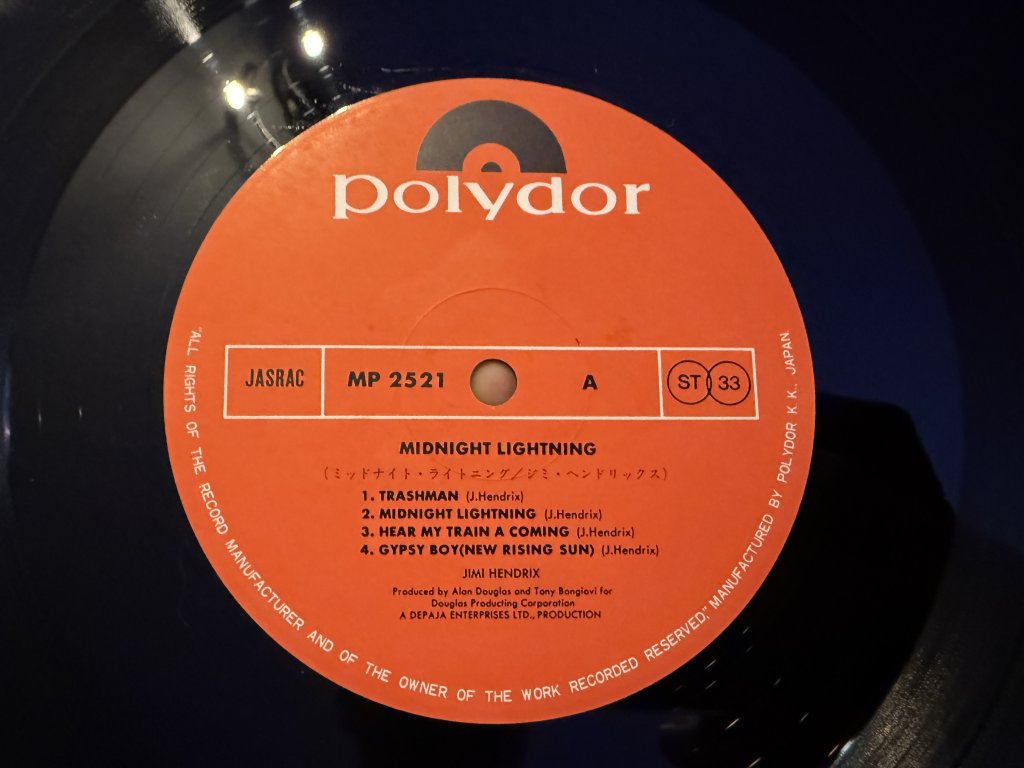 polydor
JASRAC MP 2521 A ST 33
MIDNIGHT LIGHTNING
(ミッドナイト・ライトニング/ジミ・ヘンドリックス)
1. TRASHMAN (J.Hendrix)
2. MIDNIGHT LIGHTNING (J.Hendrix)
3. HEAR MY TRAIN A COMING (J.Hendrix)
4. GYPSY BOY(NEW RISING SUN) (J.Hendrix)
JIMI HENDRIX
Produced by Alan Douglas and Tony Bongiovi for
Douglas Producting Corporation
A DEPAJA ENTERPRISES LTD., PRODUCTION
"ALL RIGHTS OF THE RECORD MANUFACTURER AND OF THE OWNER OF THE WORK RECORDED RESERVED," MANUFACTURED BY POLYDOR K.K., JAPAN.